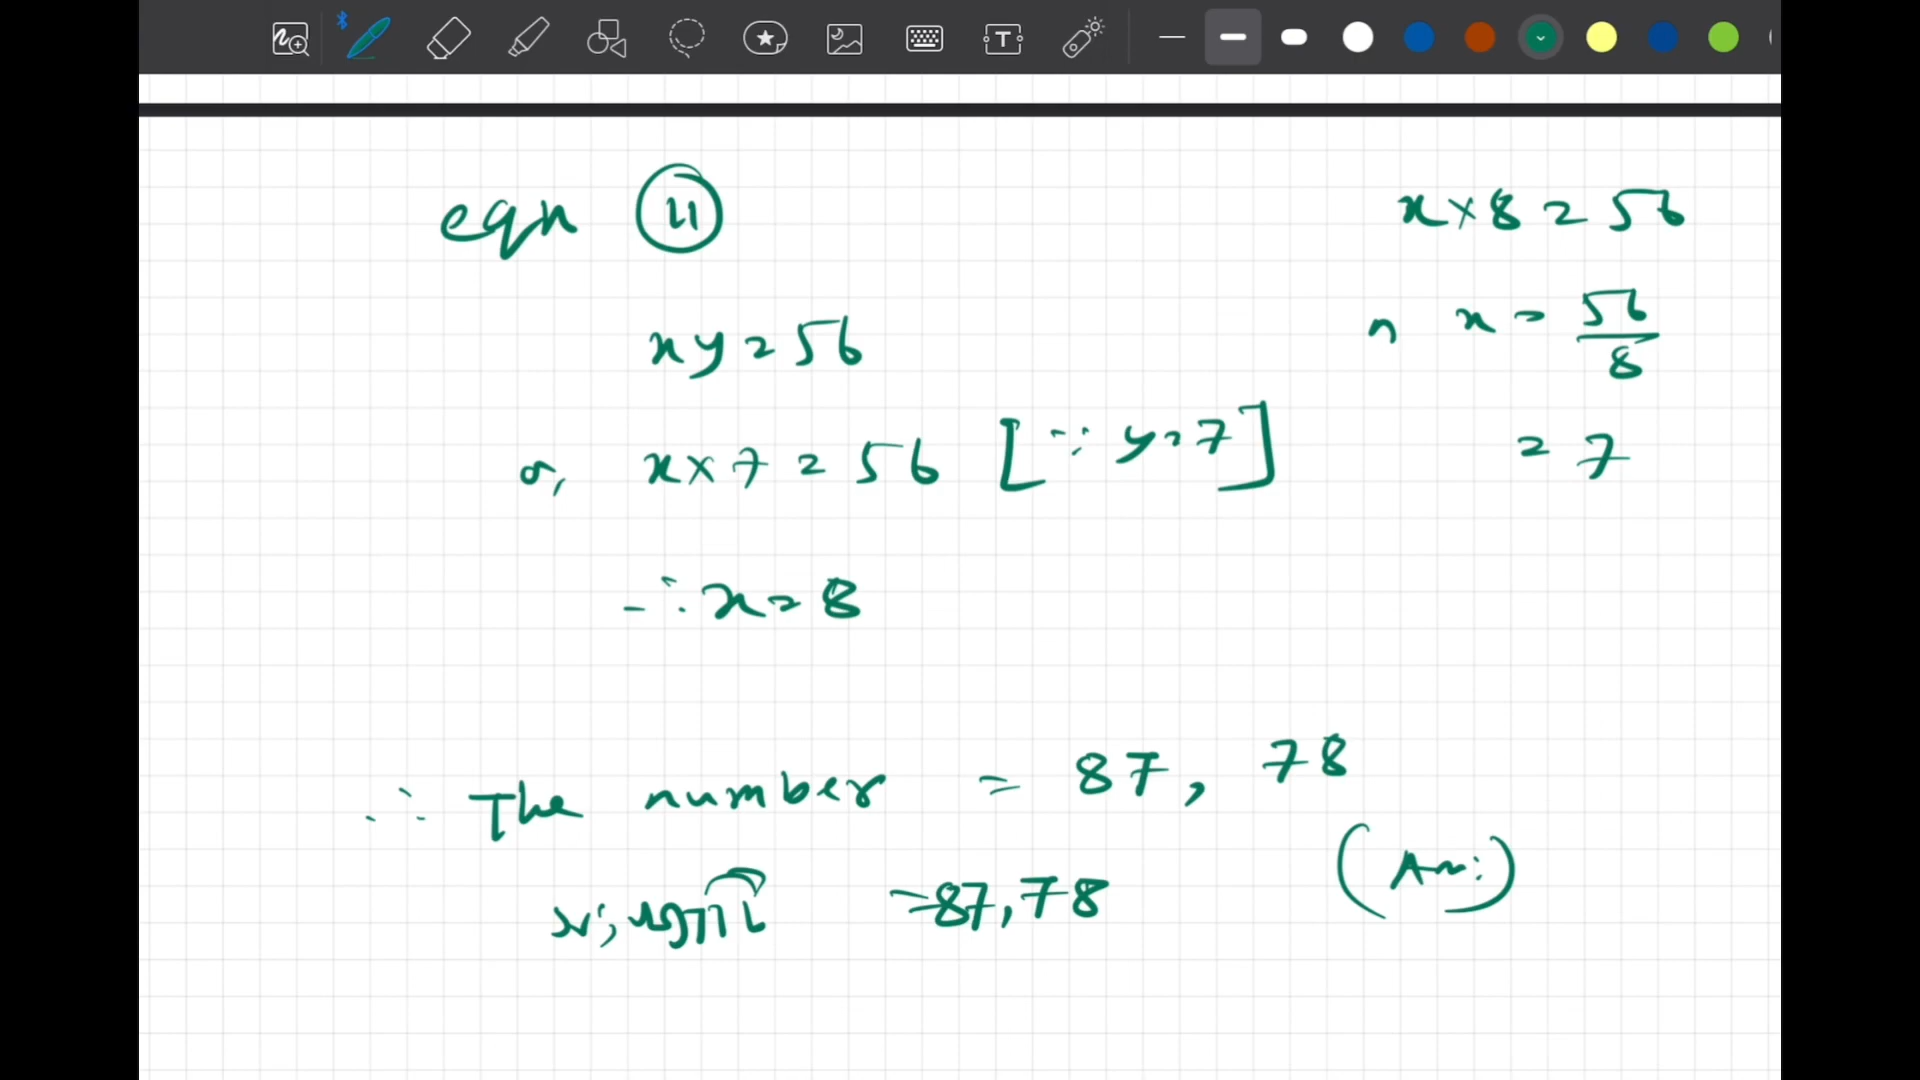 eqn (ii)
xy = 56
or, x × 7 = 56 [∵ y = 7]
∴ x = 8
x × 8 = 56
x = 56/8
= 7
∴ The number = 87, 78
সংখ্যাটি = 87, 78
(Ans:)